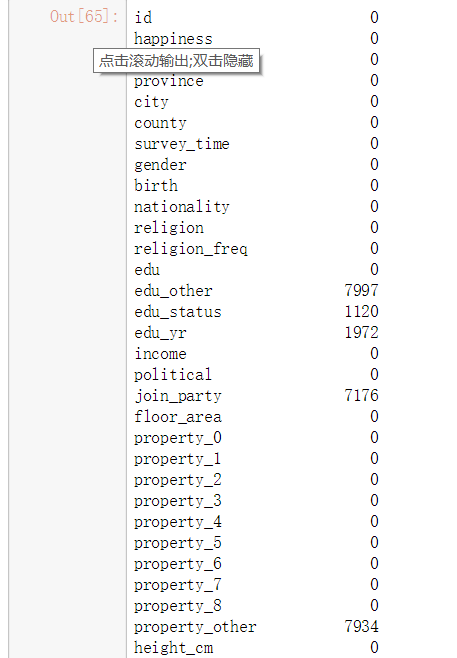 Out[65]: id 0
happiness 0
点击滚动输出;双击隐藏 0
province 0
city 0
county 0
survey_time 0
gender 0
birth 0
nationality 0
religion 0
religion_freq 0
edu 0
edu_other 7997
edu_status 1120
edu_yr 1972
income 0
political 0
join_party 7176
floor_area 0
property_0 0
property_1 0
property_2 0
property_3 0
property_4 0
property_5 0
property_6 0
property_7 0
property_8 0
property_other 7934
height_cm 0